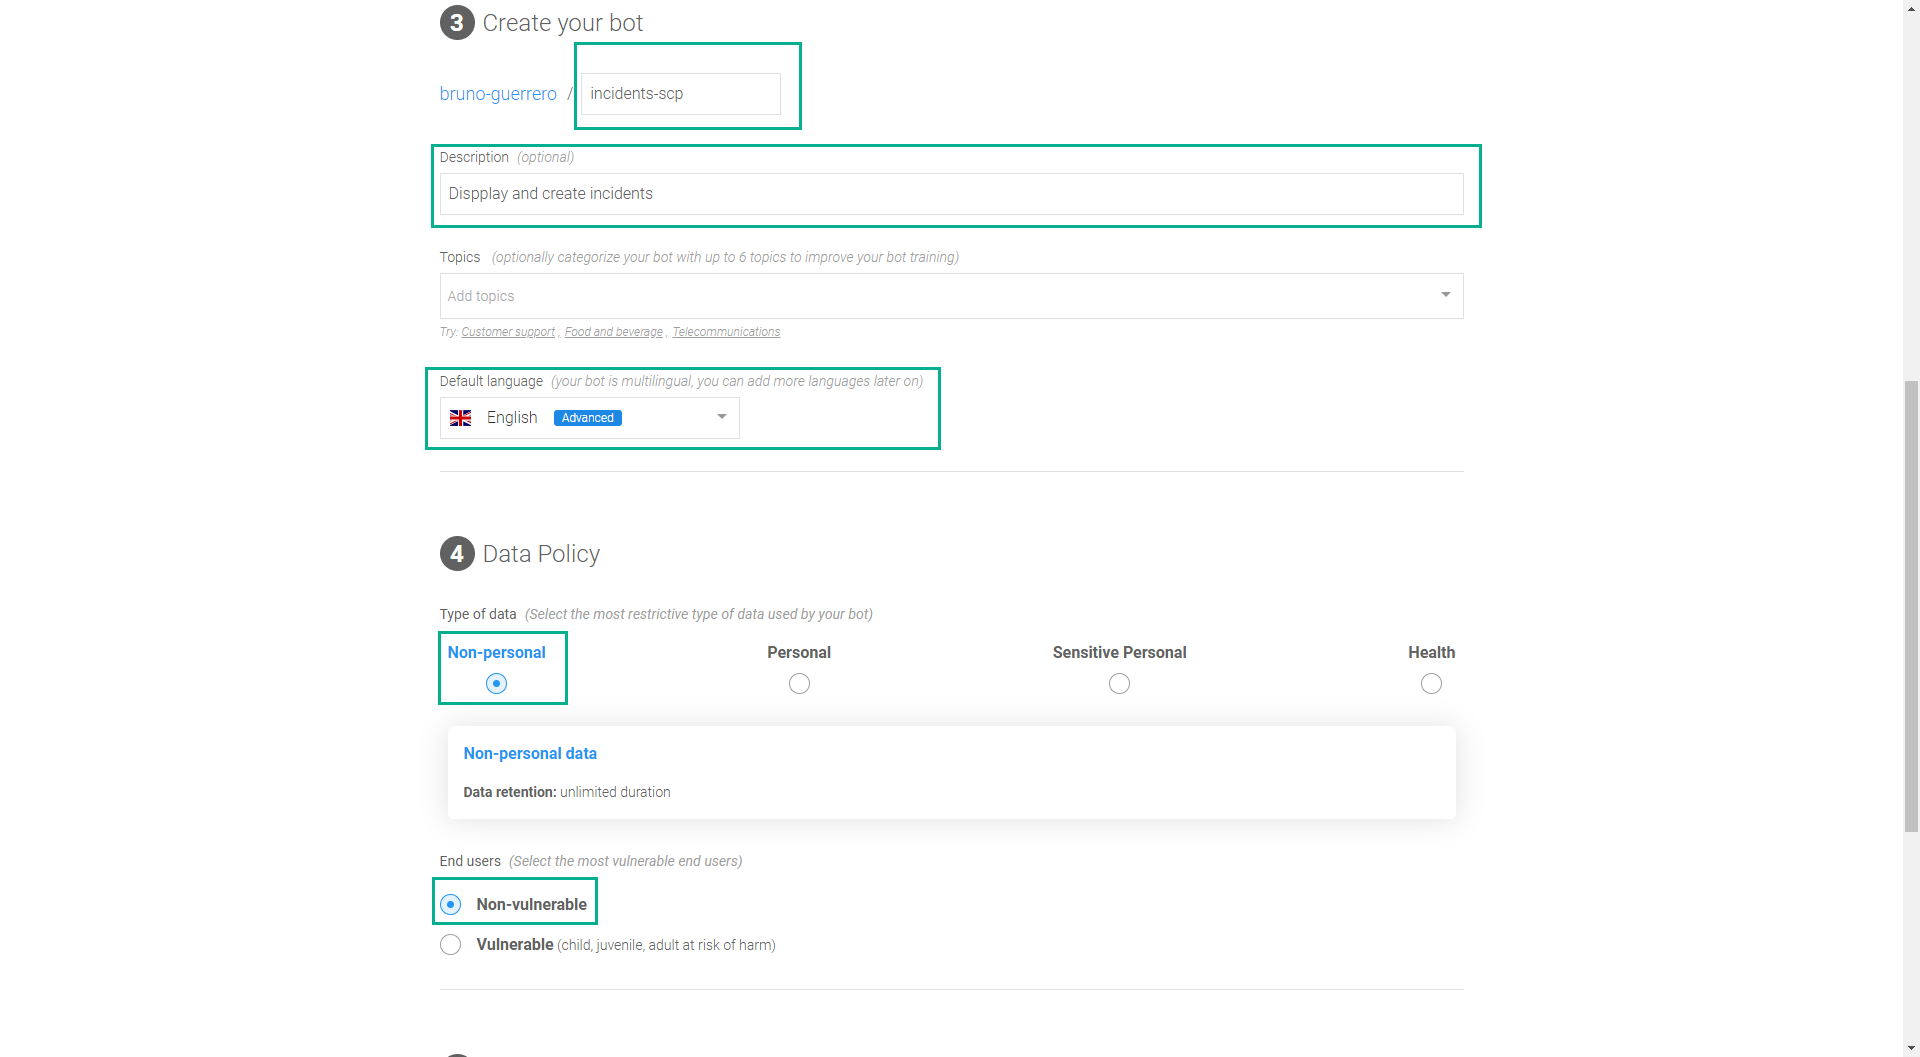 3 Create your bot
bruno-guerrero / incidents-scp
Description (optional)
Dispplay and create incidents
Topics (optionally categorize your bot with up to 6 topics to improve your bot training)
Add topics
Try: Customer support , Food and beverage , Telecommunications
Default language (your bot is multilingual, you can add more languages later on)
English Advanced
4 Data Policy
Type of data (Select the most restrictive type of data used by your bot)
Non-personal Personal Sensitive Personal Health
Non-personal data
Data retention: unlimited duration
End users (Select the most vulnerable end users)
Non-vulnerable
Vulnerable (child, juvenile, adult at risk of harm)